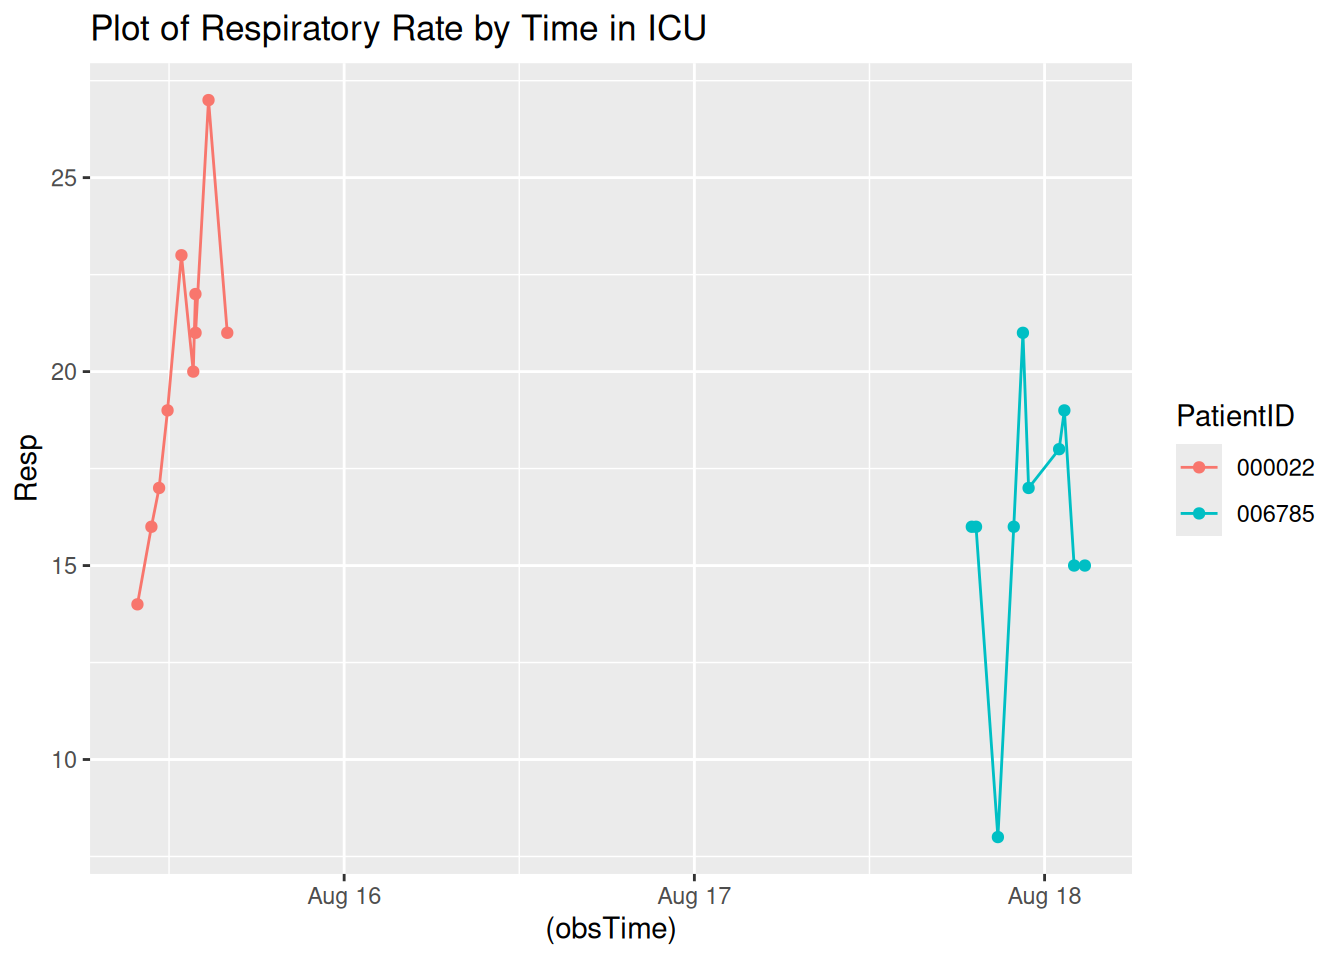 Plot of Respiratory Rate by Time in ICU
25
20
15
10
Resp
Aug 16
Aug 17
Aug 18
(obsTime)
PatientID
000022
006785